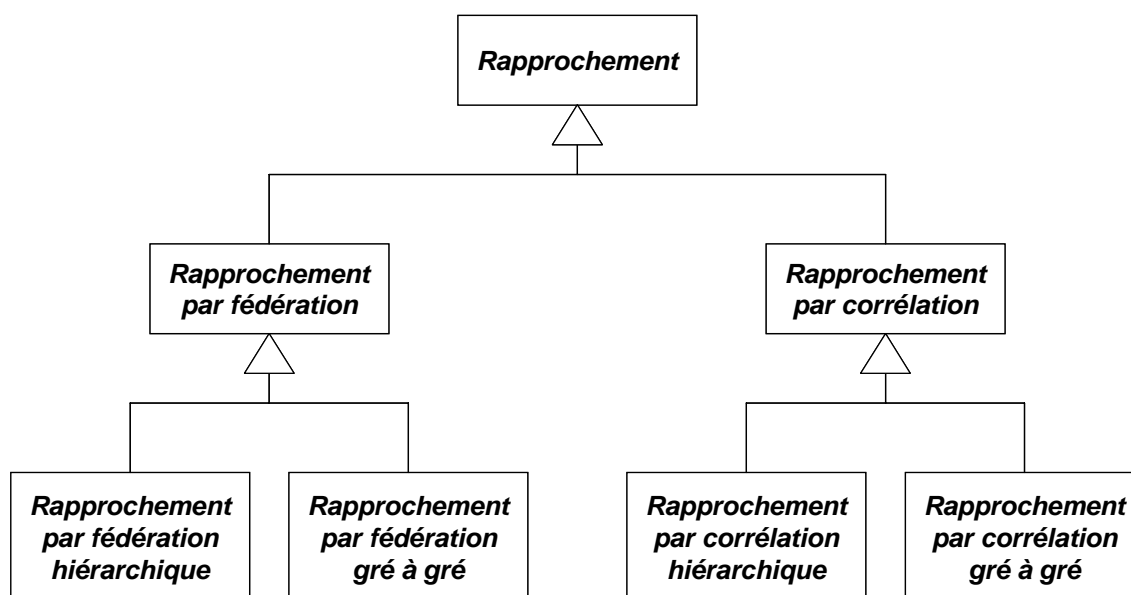 Rapprochement
Rapprochement
par fédération
Rapprochement
par corrélation
Rapprochement
par fédération
hiérarchique
Rapprochement
par fédération
gré à gré
Rapprochement
par corrélation
hiérarchique
Rapprochement
par corrélation
gré à gré